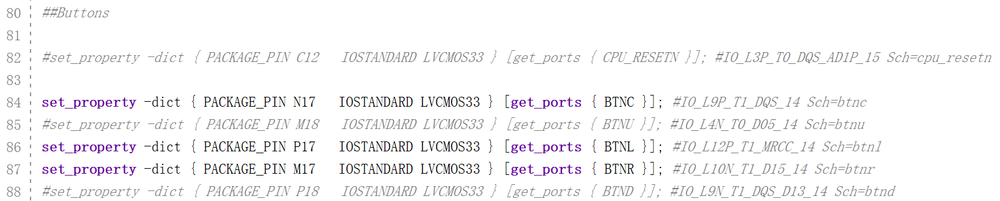 80 ##Buttons
81
82 #set_property -dict { PACKAGE_PIN C12   IOSTANDARD LVCMOS33 } [get_ports { CPU_RESETN }]; #IO_L3P_T0_DQS_AD1P_15 Sch=cpu_resetn
83
84 set_property -dict { PACKAGE_PIN N17   IOSTANDARD LVCMOS33 } [get_ports { BTNC }]; #IO_L9P_T1_DQS_14 Sch=btnc
85 #set_property -dict { PACKAGE_PIN M18   IOSTANDARD LVCMOS33 } [get_ports { BTNU }]; #IO_L4N_T0_D05_14 Sch=btnu
86 set_property -dict { PACKAGE_PIN P17   IOSTANDARD LVCMOS33 } [get_ports { BTNL }]; #IO_L12P_T1_MRCC_14 Sch=btnl
87 set_property -dict { PACKAGE_PIN M17   IOSTANDARD LVCMOS33 } [get_ports { BTNR }]; #IO_L10N_T1_D15_14 Sch=btnr
88 #set_property -dict { PACKAGE_PIN P18   IOSTANDARD LVCMOS33 } [get_ports { BTND }]; #IO_L9N_T1_DQS_D13_14 Sch=btnd